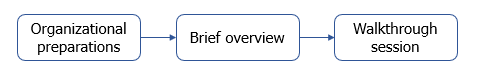 Organizational
preparations
Brief overview
Walkthrough
session